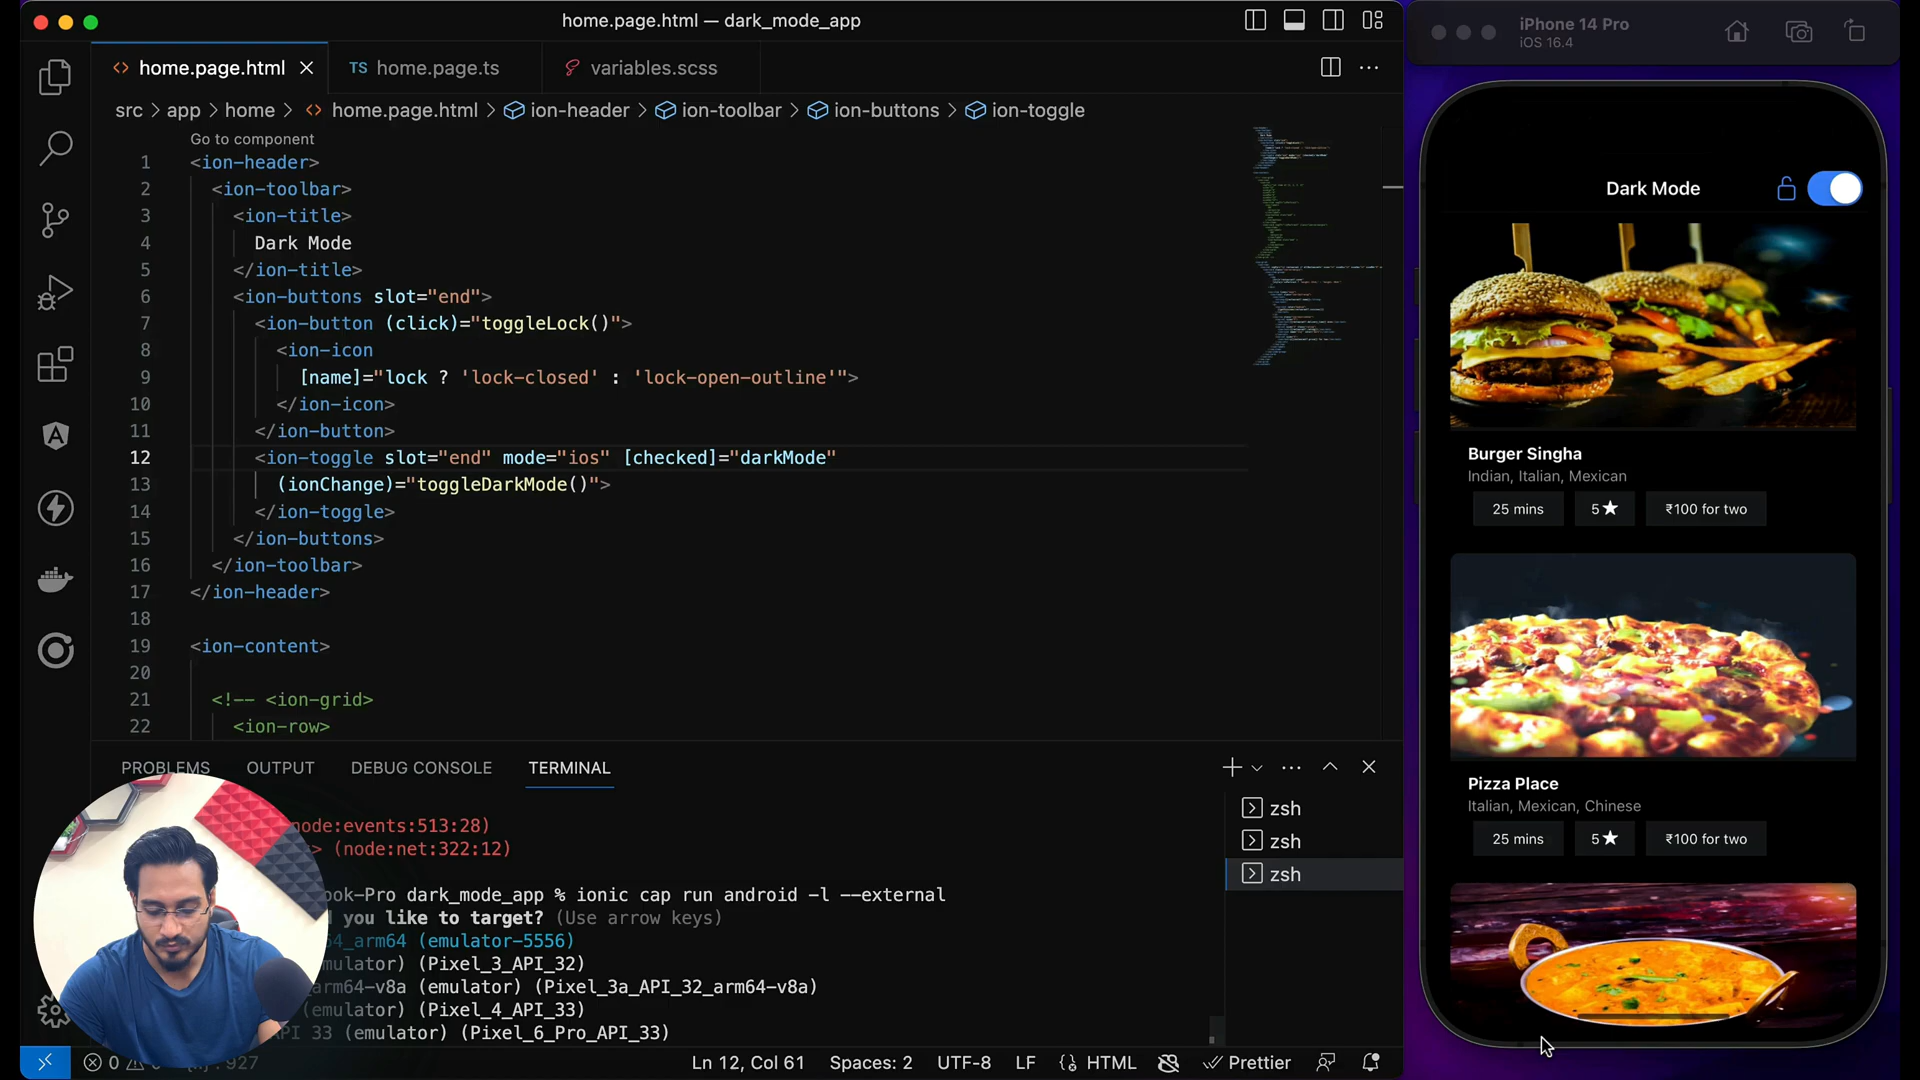 home.page.html — dark_mode_app
home.page.html
TS home.page.ts
variables.scss
src > app > home > home.page.html > ion-header > ion-toolbar > ion-buttons > ion-toggle
Go to component
1 <ion-header>
2 <ion-toolbar>
3 <ion-title>
4 Dark Mode
5 </ion-title>
6 <ion-buttons slot="end">
7 <ion-button (click)="toggleLock()">
8 <ion-icon
9 [name]="lock ? 'lock-closed' : 'lock-open-outline'">
10 </ion-icon>
11 </ion-button>
12 <ion-toggle slot="end" mode="ios" [checked]="darkMode"
13 (ionChange)="toggleDarkMode()">
14 </ion-toggle>
15 </ion-buttons>
16 </ion-toolbar>
17 </ion-header>
18
19 <ion-content>
20
21 <!-- <ion-grid>
22 <ion-row>
PROBLEMS OUTPUT DEBUG CONSOLE TERMINAL
node:events:513:28)
> (node:net:322:12)
ook-Pro dark_mode_app % ionic cap run android -l --external
you like to target? (Use arrow keys)
_arm64 (emulator-5556)
mulator) (Pixel_3_API_32)
arm64-v8a (emulator) (Pixel_3a_API_32_arm64-v8a)
mulator) (Pixel_4_API_33)
API 33 (emulator) (Pixel_6_Pro_API_33)
zsh
zsh
zsh
0
927
Ln 12, Col 61 Spaces: 2 UTF-8 LF {} HTML Prettier
iPhone 14 Pro
iOS 16.4
Dark Mode
Burger Singha
Indian, Italian, Mexican
25 mins 5★ ₹100 for two
Pizza Place
Italian, Mexican, Chinese
25 mins 5★ ₹100 for two